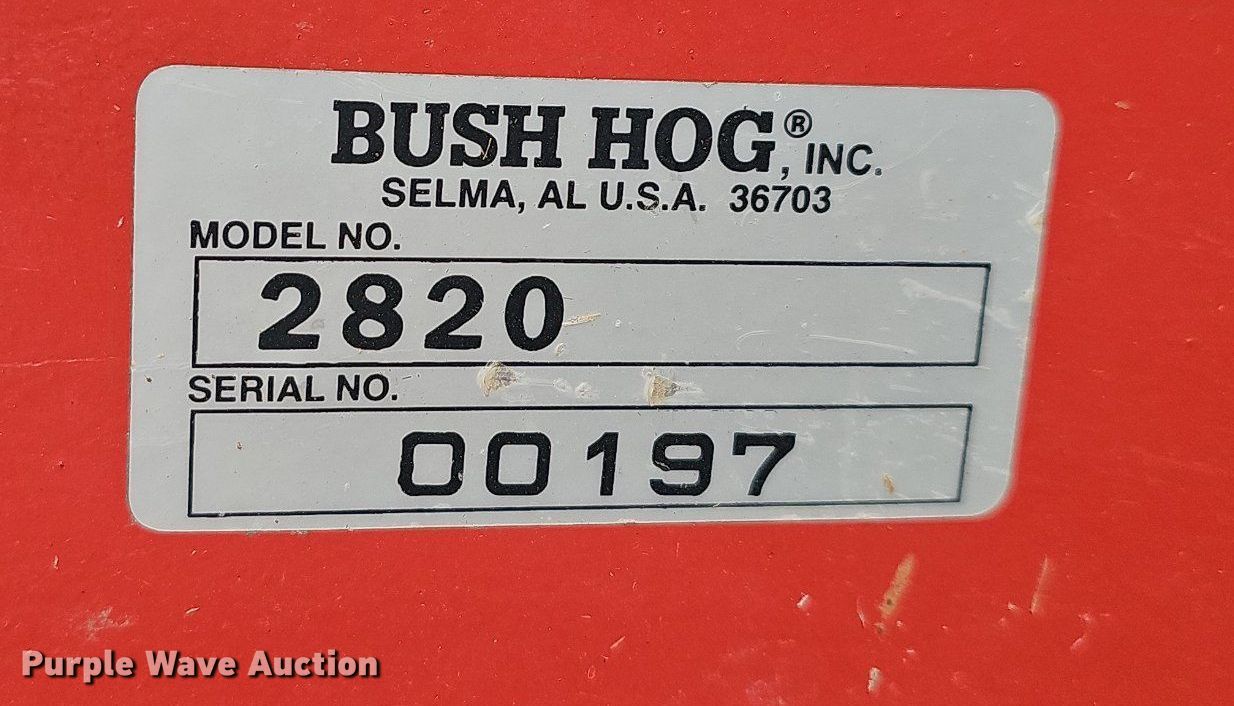 BUSH HOG®, INC.
SELMA, AL U.S.A. 36703
MODEL NO.
2820
SERIAL NO.
00197
Purple Wave Auction